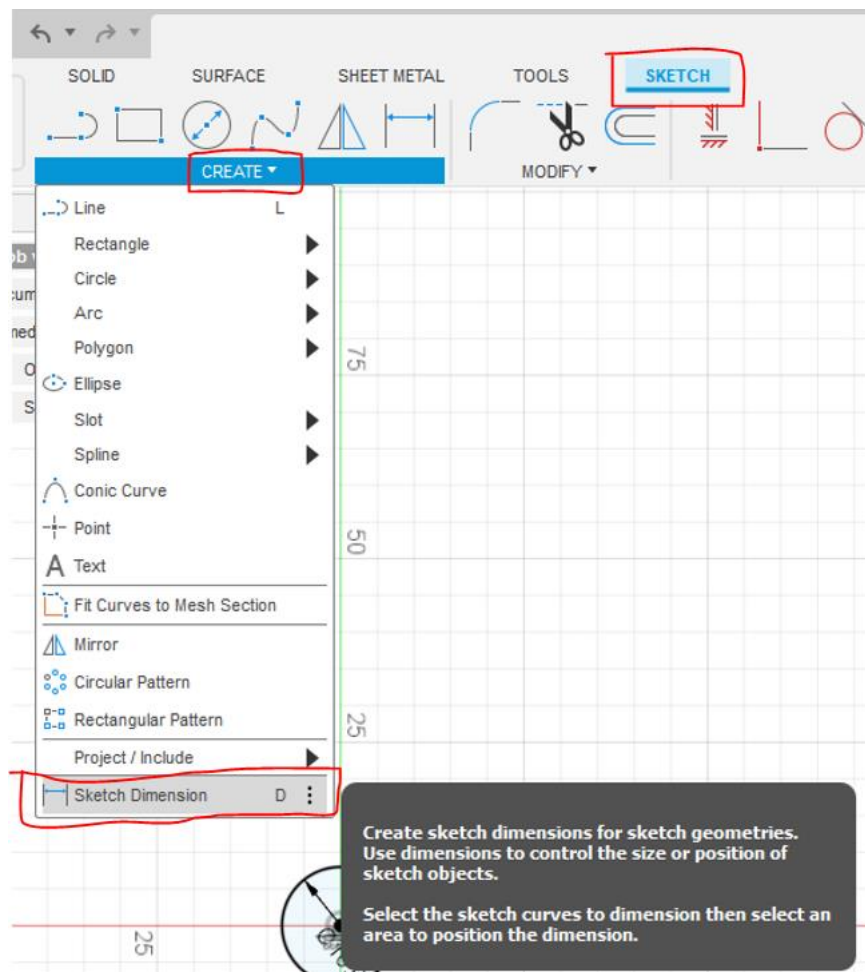 SOLID SURFACE SHEET METAL TOOLS SKETCH
CREATE ▾ MODIFY ▾
Line L
Rectangle
Circle
Arc
Polygon
Ellipse
Slot
Spline
Conic Curve
Point
Text
Fit Curves to Mesh Section
Mirror
Circular Pattern
Rectangular Pattern
Project / Include
Sketch Dimension D
75
50
25
Create sketch dimensions for sketch geometries.
Use dimensions to control the size or position of
sketch objects.
Select the sketch curves to dimension then select an
area to position the dimension.
25